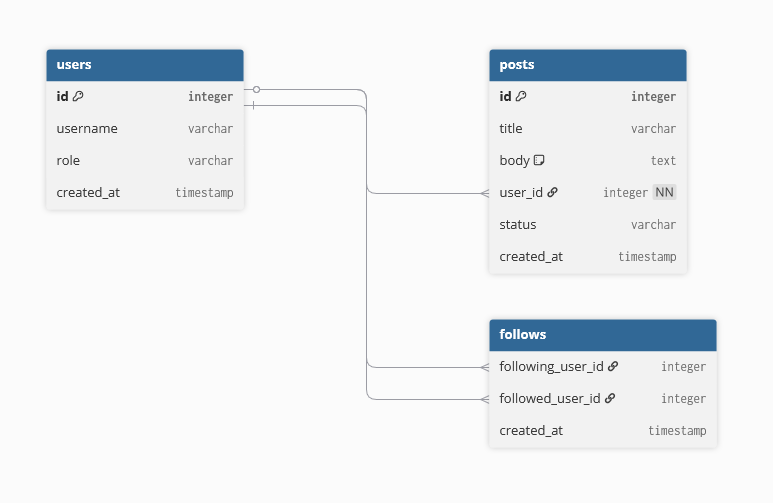 users
id integer
username varchar
role varchar
created_at timestamp
posts
id integer
title varchar
body text
user_id integer NN
status varchar
created_at timestamp
follows
following_user_id integer
followed_user_id integer
created_at timestamp